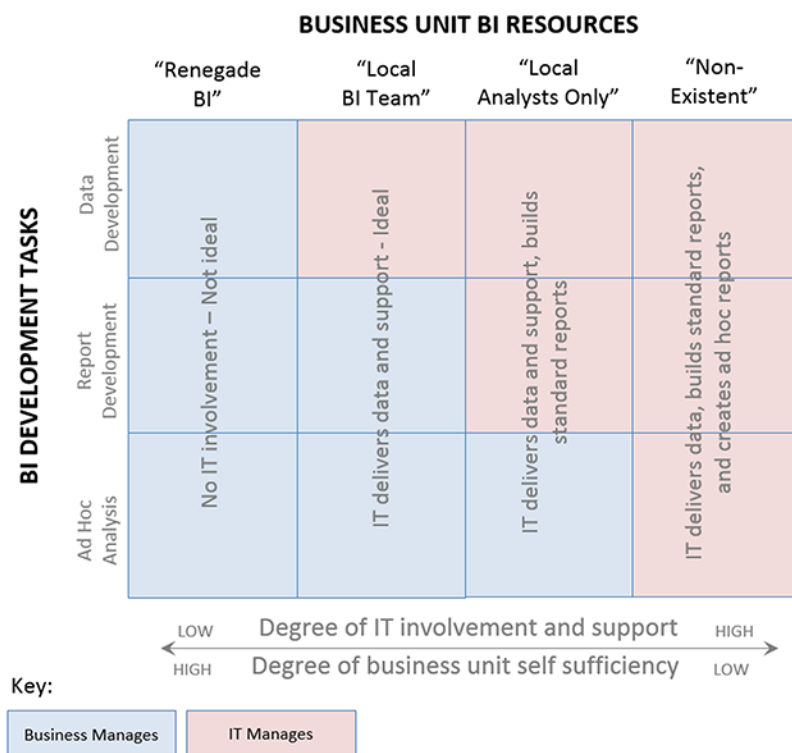 BUSINESS UNIT BI RESOURCES
“Renegade
BI”
“Local
BI Team”
“Local
Analysts Only”
“Non-
Existent”
BI DEVELOPMENT TASKS
Data
Development
Report
Development
Ad Hoc
Analysis
No IT involvement – Not ideal
IT delivers data and support - Ideal
IT delivers data and support, builds
standard reports
IT delivers data, builds standard reports,
and creates ad hoc reports
LOW Degree of IT involvement and support HIGH
HIGH Degree of business unit self sufficiency LOW
Key:
Business Manages
IT Manages